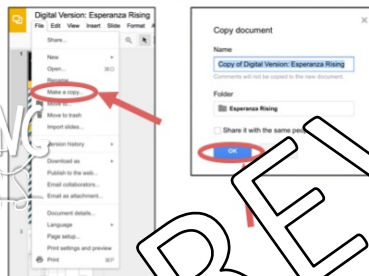 Digital Version: Esperanza Rising
File Edit View Insert Slide Format
Share...
New
Open... ⌘O
Rename...
Make a copy...
Move to...
Move to trash
Import slides...
Version history
Download as
Publish to the web...
Email collaborators...
Email as attachment...
Document details...
Language
Page setup...
Print settings and preview
Print ⌘P
Copy document
Name
Copy of Digital Version: Esperanza Rising
Comments will not be copied to the new document.
Folder
Esperanza Rising
Share it with the same
OK